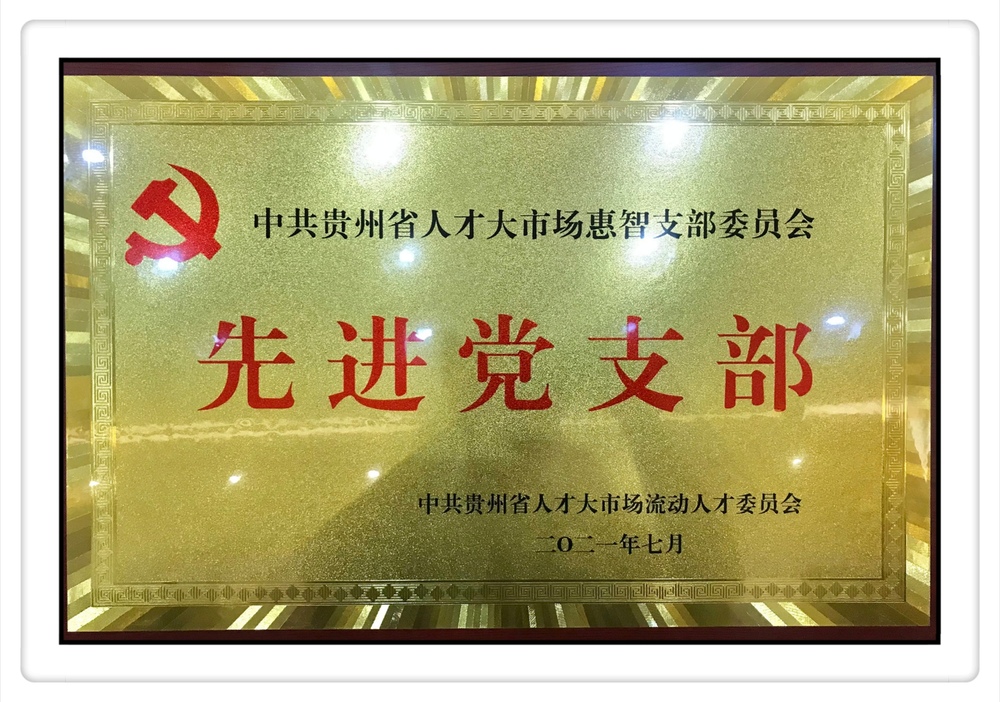 中共贵州省人才大市场惠智支部委员会
先进党支部
中共贵州省人才大市场流动人才委员会
二O二一年七月